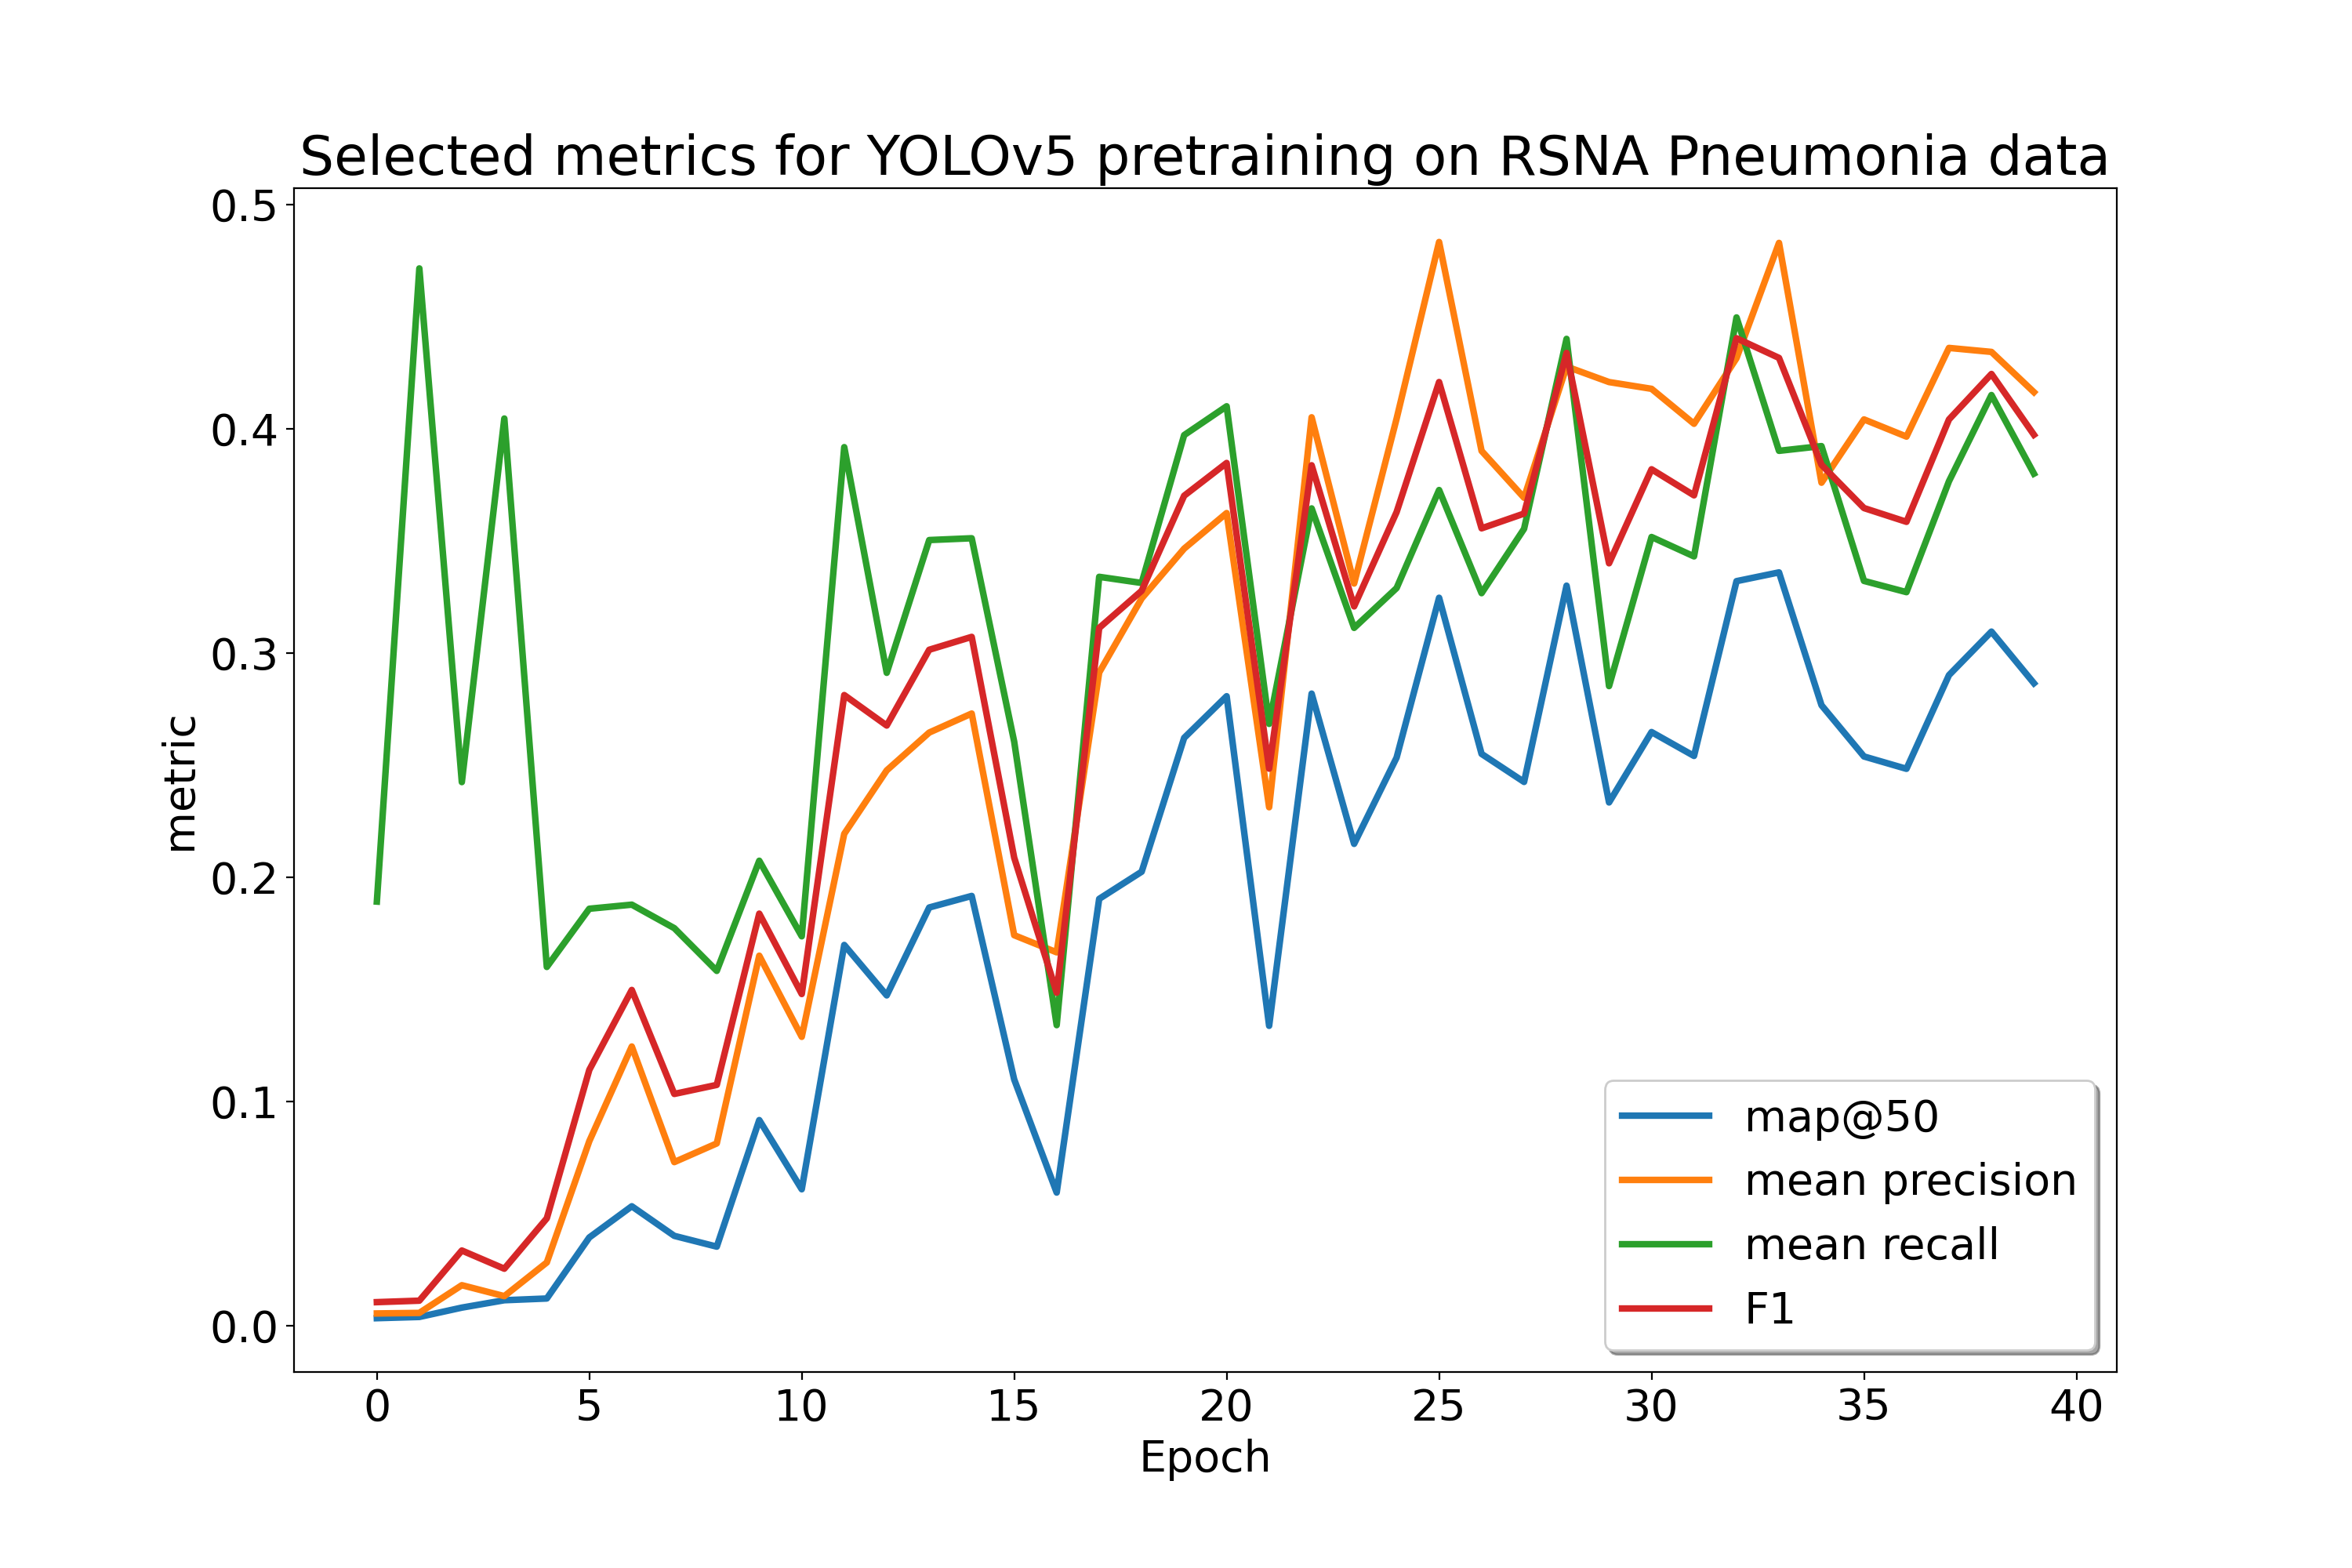 Selected metrics for YOLOv5 pretraining on RSNA Pneumonia data
0.5
0.4
0.3
0.2
0.1
0.0
metric
0 5 10 15 20 25 30 35 40
Epoch
map@50
mean precision
mean recall
F1